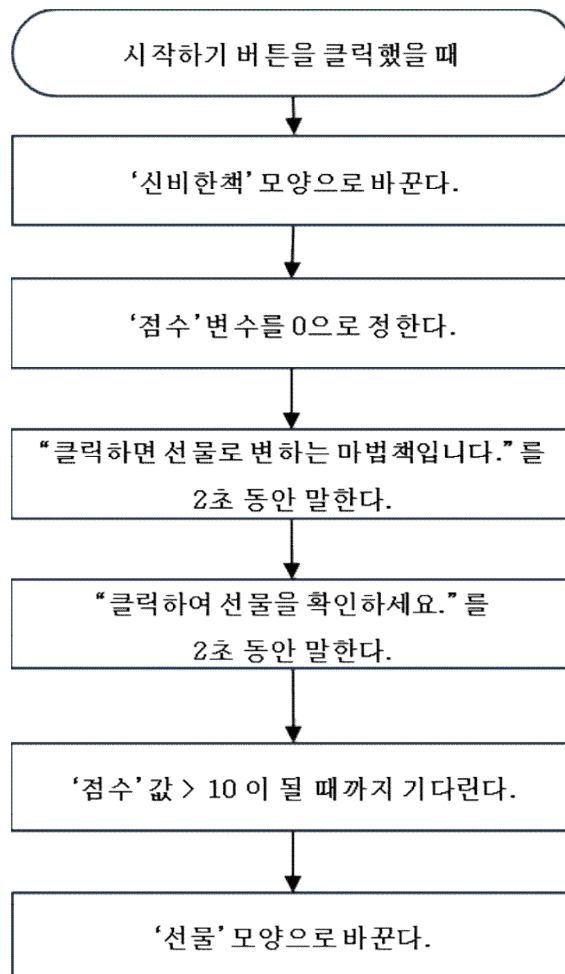 시작하기 버튼을 클릭했을 때
‘신비한책’ 모양으로 바꾼다.
‘점수’ 변수를 0으로 정한다.
“클릭하면 선물로 변하는 마법책입니다.”를
2초 동안 말한다.
“클릭하여 선물을 확인하세요.”를
2초 동안 말한다.
‘점수’ 값 > 10 이 될 때까지 기다린다.
‘선물’ 모양으로 바꾼다.